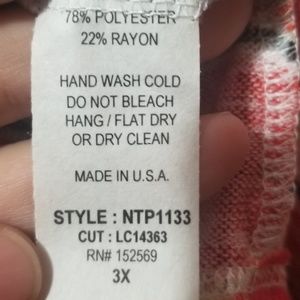 78% POLYESTER
22% RAYON
HAND WASH COLD
DO NOT BLEACH
HANG / FLAT DRY
OR DRY CLEAN
MADE IN U.S.A.
STYLE : NTP1133
CUT : LC14363
RN# 152569
3X